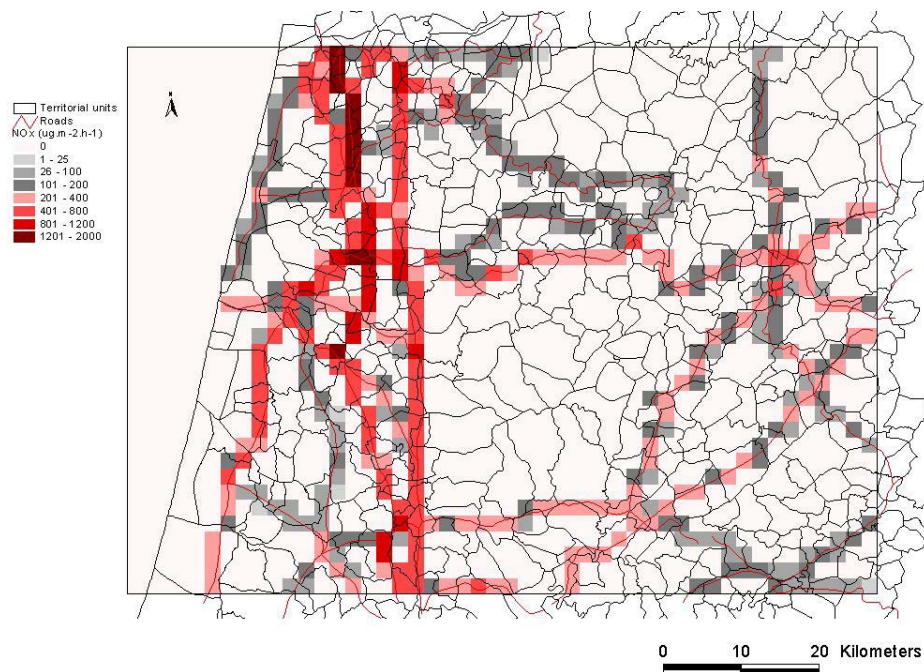 Territorial units
Roads
NOx (ug.m-2.h-1)
0
1 - 25
26 - 100
101 - 200
201 - 400
401 - 800
801 - 1200
1201 - 2000
0 10 20 Kilometers